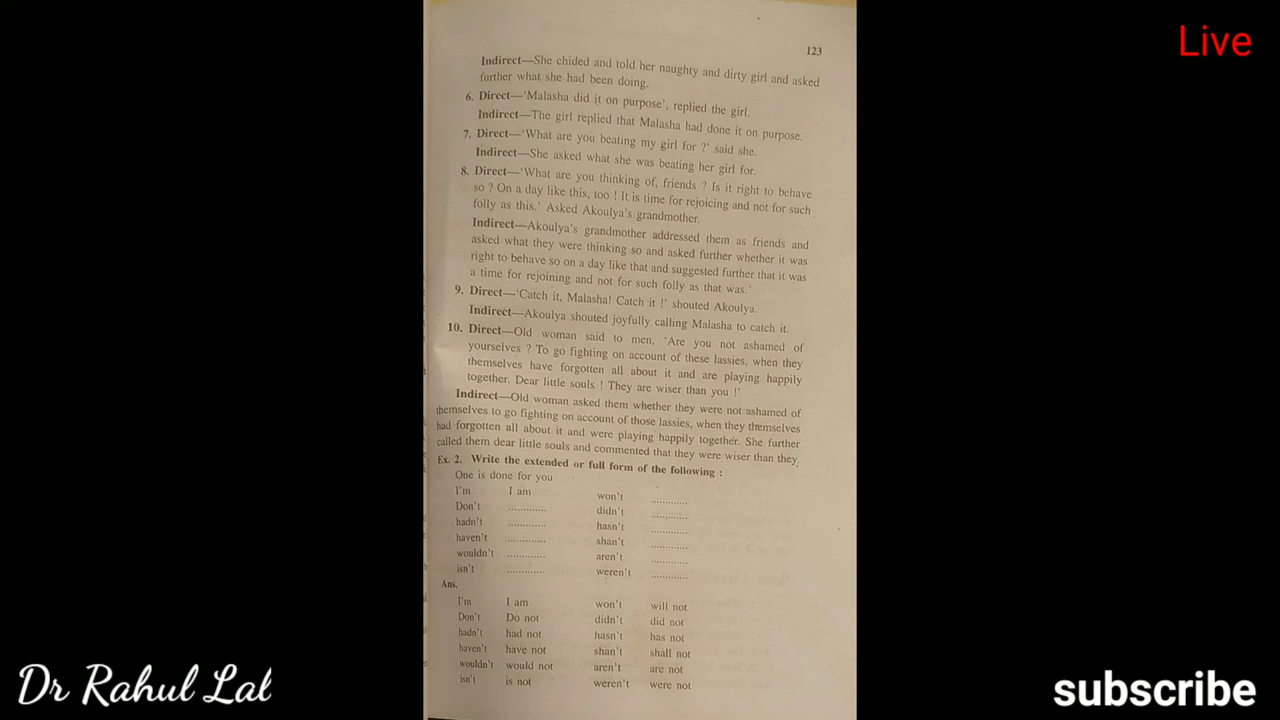 Live
123
Indirect—She chided and told her naughty and dirty girl and asked
further what she had been doing.
6. Direct—'Malasha did it on purpose', replied the girl.
Indirect—The girl replied that Malasha had done it on purpose.
7. Direct—'What are you beating my girl for ?' said she.
Indirect—She asked what she was beating her girl for.
8. Direct—'What are you thinking of, friends ? Is it right to behave
so ? On a day like this, too ! It is time for rejoicing and not for such
folly as this.' Asked Akoulya's grandmother.
Indirect—Akoulya's grandmother addressed them as friends and
asked what they were thinking so and asked further whether it was
right to behave so on a day like that and suggested further that it was
a time for rejoining and not for such folly as that was.'
9. Direct—'Catch it, Malasha! Catch it !' shouted Akoulya.
Indirect—Akoulya shouted joyfully calling Malasha to catch it.
10. Direct—Old woman said to men, 'Are you not ashamed of
yourselves ? To go fighting on account of these lassies, when they
themselves have forgotten all about it and are playing happily
together. Dear little souls ! They are wiser than you !'
Indirect—Old woman asked them whether they were not ashamed of
themselves to go fighting on account of those lassies, when they themselves
had forgotten all about it and were playing happily together. She further
called them dear little souls and commented that they were wiser than they.
Ex. 2. Write the extended or full form of the following :
One is done for you
I'm I am won't .............
Don't ............. didn't .............
hadn't ............. hasn't .............
haven't ............. shan't .............
wouldn't ............. aren't .............
isn't ............. weren't .............
Ans.
I'm I am won't will not
Don't Do not didn't did not
hadn't had not hasn't has not
haven't have not shan't shall not
wouldn't would not aren't are not
isn't is not weren't were not
Dr Rahul Lal
subscribe